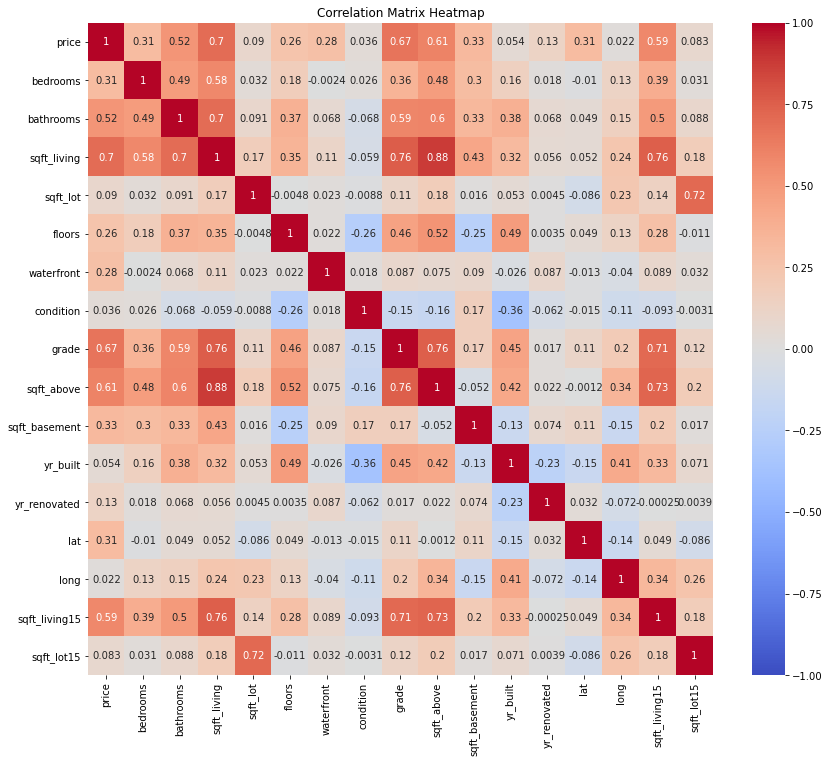 Correlation Matrix Heatmap
price 1 0.31 0.52 0.7 0.09 0.26 0.28 0.036 0.67 0.61 0.33 0.054 0.13 0.31 0.022 0.59 0.083
bedrooms 0.31 1 0.49 0.58 0.032 0.18 -0.0024 0.026 0.36 0.48 0.3 0.16 0.018 -0.01 0.13 0.39 0.031
bathrooms 0.52 0.49 1 0.7 0.091 0.37 0.068 -0.068 0.59 0.6 0.33 0.38 0.068 0.049 0.15 0.5 0.088
sqft_living 0.7 0.58 0.7 1 0.17 0.35 0.11 -0.059 0.76 0.88 0.43 0.32 0.056 0.052 0.24 0.76 0.18
sqft_lot 0.09 0.032 0.091 0.17 1 -0.0048 0.023 -0.0088 0.11 0.18 0.016 0.053 0.0045 -0.086 0.23 0.14 0.72
floors 0.26 0.18 0.37 0.35 -0.0048 1 0.022 -0.26 0.46 0.52 -0.25 0.49 0.0035 0.049 0.13 0.28 -0.011
waterfront 0.28 -0.0024 0.068 0.11 0.023 0.022 1 0.018 0.087 0.075 0.09 -0.026 0.087 -0.013 -0.04 0.089 0.032
condition 0.036 0.026 -0.068 -0.059 -0.0088 -0.26 0.018 1 -0.15 -0.16 0.17 -0.36 -0.062 -0.015 -0.11 -0.093 -0.0031
grade 0.67 0.36 0.59 0.76 0.11 0.46 0.087 -0.15 1 0.76 0.17 0.45 0.017 0.11 0.2 0.71 0.12
sqft_above 0.61 0.48 0.6 0.88 0.18 0.52 0.075 -0.16 0.76 1 -0.052 0.42 0.022 -0.0012 0.34 0.73 0.2
sqft_basement 0.33 0.3 0.33 0.43 0.016 -0.25 0.09 0.17 0.17 -0.052 1 -0.13 0.074 0.11 -0.15 0.2 0.017
yr_built 0.054 0.16 0.38 0.32 0.053 0.49 -0.026 -0.36 0.45 0.42 -0.13 1 -0.23 -0.15 0.41 0.33 0.071
yr_renovated 0.13 0.018 0.068 0.056 0.0045 0.0035 0.087 -0.062 0.017 0.022 0.074 -0.23 1 0.032 -0.072 -0.00025 0.0039
lat 0.31 -0.01 0.049 0.052 -0.086 0.049 -0.013 -0.015 0.11 -0.0012 0.11 -0.15 0.032 1 -0.14 0.049 -0.086
long 0.022 0.13 0.15 0.24 0.23 0.13 -0.04 -0.11 0.2 0.34 -0.15 0.41 -0.072 -0.14 1 0.34 0.26
sqft_living15 0.59 0.39 0.5 0.76 0.14 0.28 0.089 -0.093 0.71 0.73 0.2 0.33 -0.00025 0.049 0.34 1 0.18
sqft_lot15 0.083 0.031 0.088 0.18 0.72 -0.011 0.032 -0.0031 0.12 0.2 0.017 0.071 0.0039 -0.086 0.26 0.18 1
price bedrooms bathrooms sqft_living sqft_lot floors waterfront condition grade sqft_above sqft_basement yr_built yr_renovated lat long sqft_living15 sqft_lot15
1.00
0.75
0.50
0.25
0.00
−0.25
−0.50
−0.75
−1.00